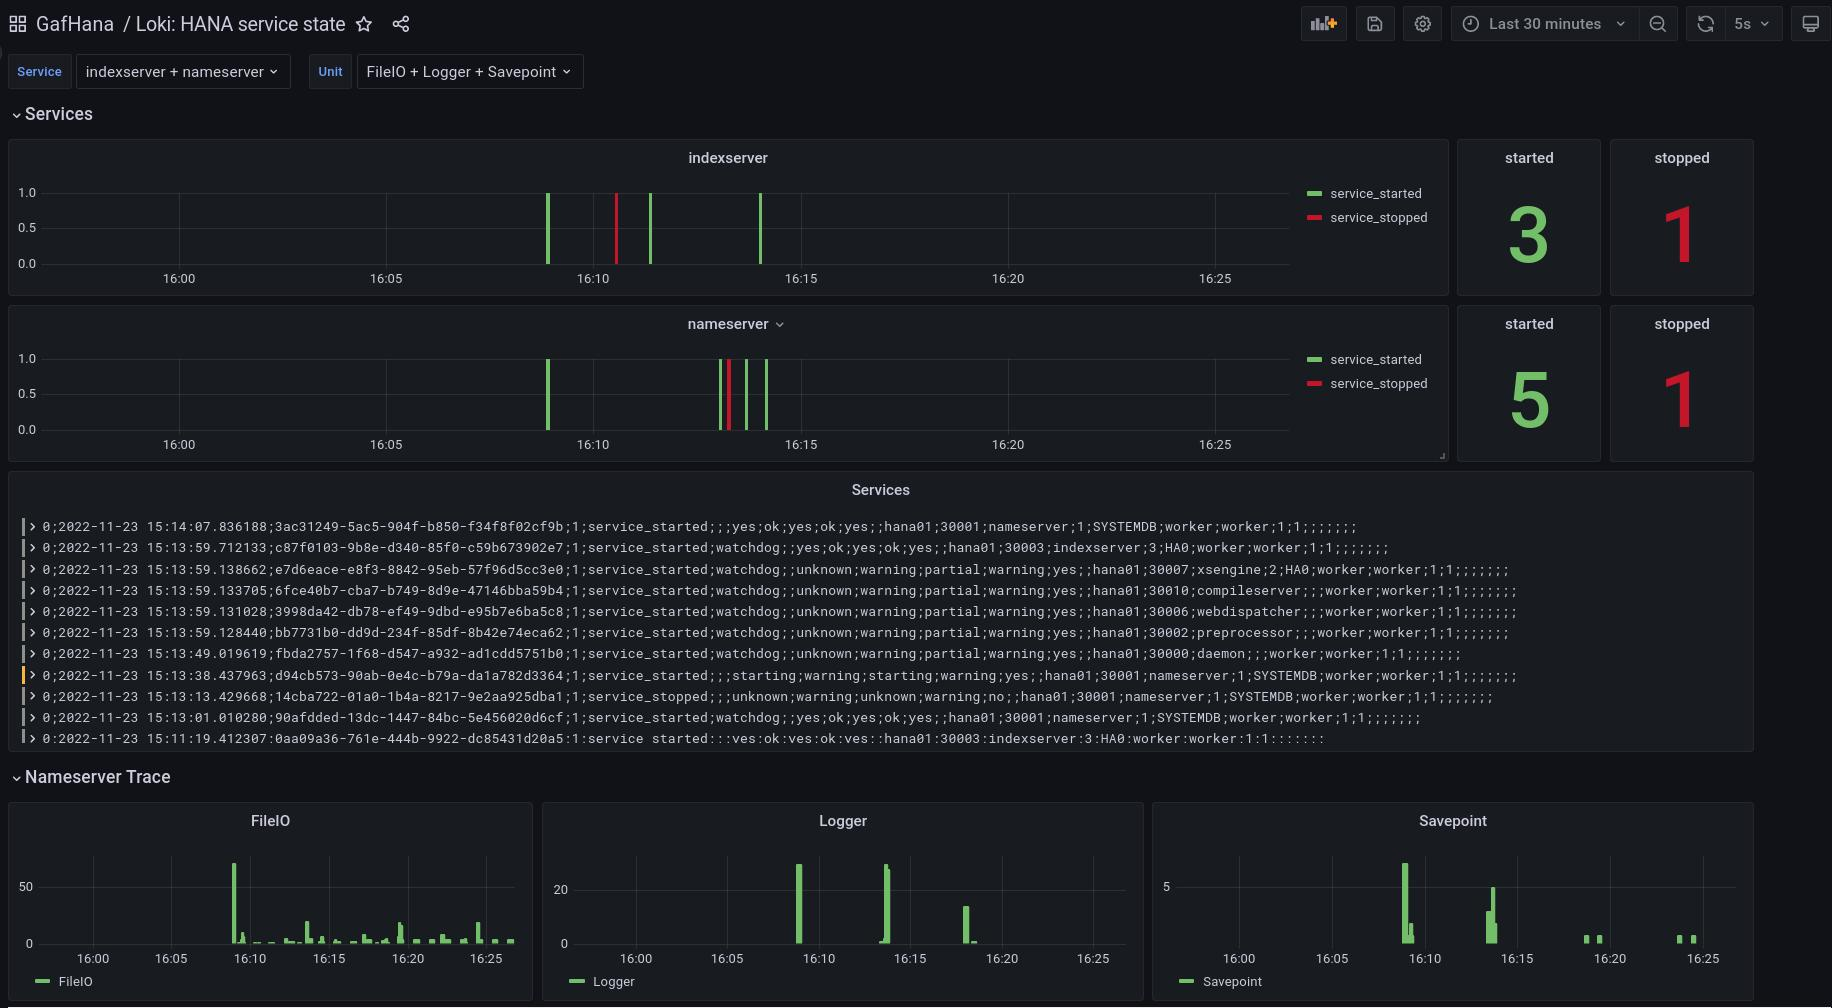 GafHana / Loki: HANA service state
Last 30 minutes 5s
Service indexserver + nameserver Unit FileIO + Logger + Savepoint
Services
indexserver
1.0
0.5
0.0
16:00 16:05 16:10 16:15 16:20 16:25
service_started
service_stopped
started
3
stopped
1
nameserver
1.0
0.5
0.0
16:00 16:05 16:10 16:15 16:20 16:25
service_started
service_stopped
started
5
stopped
1
Services
0;2022-11-23 15:14:07.836188;3ac31249-5ac5-904f-b850-f34f8f02cf9b;1;service_started;;;yes;ok;yes;ok;yes;;hana01;30001;nameserver;1;SYSTEMDB;worker;worker;1;1;;;;;;;
0;2022-11-23 15:13:59.712133;c87f0103-9b8e-d340-85f0-c59b673902e7;1;service_started;watchdog;;yes;ok;yes;ok;yes;;hana01;30003;indexserver;3;HA0;worker;worker;1;1;;;;;;;
0;2022-11-23 15:13:59.138662;e7d6eace-e8f3-8842-95eb-57f96d5cc3e0;1;service_started;watchdog;;unknown;warning;partial;warning;yes;;hana01;30007;xsengine;2;HA0;worker;worker;1;1;;;;;;;
0;2022-11-23 15:13:59.133705;6fce40b7-cba7-b749-8d9e-47146bba59b4;1;service_started;watchdog;;unknown;warning;partial;warning;yes;;hana01;30010;compileserver;;;worker;worker;1;1;;;;;;;
0;2022-11-23 15:13:59.131028;3998da42-db78-ef49-9dbd-e95b7e6ba5c8;1;service_started;watchdog;;unknown;warning;partial;warning;yes;;hana01;30006;webdispatcher;;;worker;worker;1;1;;;;;;;
0;2022-11-23 15:13:59.128440;bb7731b0-dd9d-234f-85df-8b42e74eca62;1;service_started;watchdog;;unknown;warning;partial;warning;yes;;hana01;30002;preprocessor;;;worker;worker;1;1;;;;;;;
0;2022-11-23 15:13:49.019619;fbda2757-1f68-d547-a932-ad1cdd5751b0;1;service_started;watchdog;;unknown;warning;partial;warning;yes;;hana01;30000;daemon;;;worker;worker;1;1;;;;;;;
0;2022-11-23 15:13:38.437963;d94cb573-90ab-0e4c-b79a-da1a782d3364;1;service_started;;;starting;warning;starting;warning;yes;;hana01;30001;nameserver;1;SYSTEMDB;worker;worker;1;1;;;;;;;
0;2022-11-23 15:13:13.429668;14cba722-01a0-1b4a-8217-9e2aa925dba1;1;service_stopped;;;unknown;warning;unknown;warning;no;;hana01;30001;nameserver;1;SYSTEMDB;worker;worker;1;1;;;;;;;
0;2022-11-23 15:13:01.010280;90afdded-13dc-1447-84bc-5e456020d6cf;1;service_started;watchdog;;yes;ok;yes;ok;yes;;hana01;30001;nameserver;1;SYSTEMDB;worker;worker;1;1;;;;;;;
0;2022-11-23 15:11:19.412307;0aa09a36-761e-444b-9922-dc85431d20a5;1;service_started;;;yes;ok;yes;ok;yes;;hana01;30003;indexserver;3;HA0;worker;worker;1;1;;;;;;;
Nameserver Trace
FileIO
50
0
16:00 16:05 16:10 16:15 16:20 16:25
FileIO
Logger
20
0
16:00 16:05 16:10 16:15 16:20 16:25
Logger
Savepoint
5
16:00 16:05 16:10 16:15 16:20 16:25
Savepoint